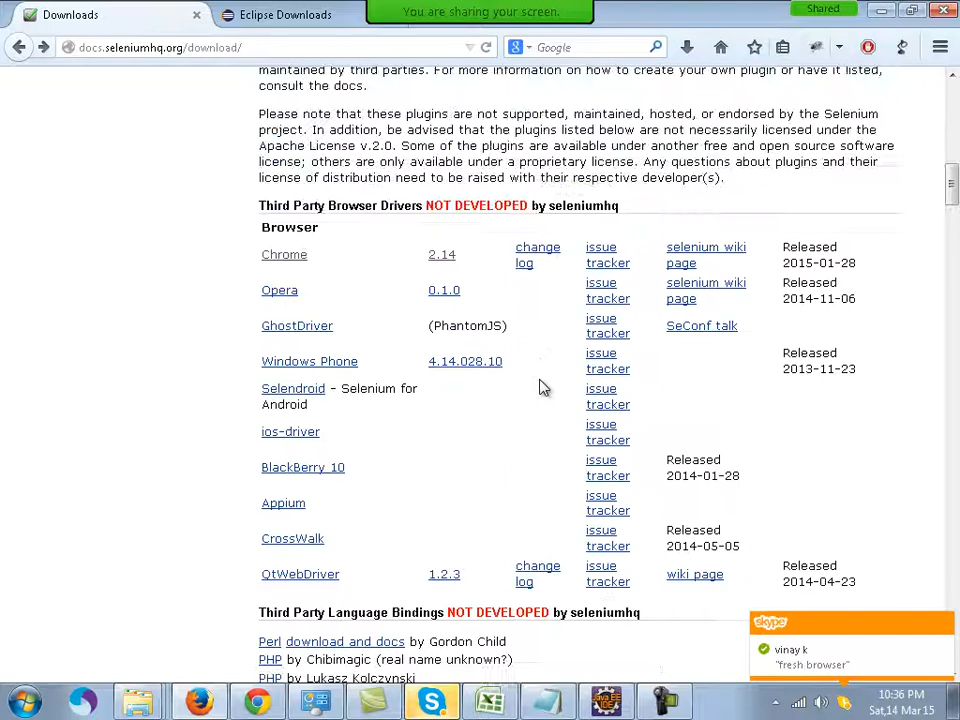 Downloads
Eclipse Downloads
You are sharing your screen.
Shared
docs.seleniumhq.org/download/
Google
maintained by third parties. For more information on how to create your own plugin or have it listed,
consult the docs.
Please note that these plugins are not supported, maintained, hosted, or endorsed by the Selenium
project. In addition, be advised that the plugins listed below are not necessarily licensed under the
Apache License v.2.0. Some of the plugins are available under another free and open source software
license; others are only available under a proprietary license. Any questions about plugins and their
license of distribution need to be raised with their respective developer(s).
Third Party Browser Drivers NOT DEVELOPED by seleniumhq
Browser
Chrome 2.14 change log issue tracker selenium wiki page Released 2015-01-28
Opera 0.1.0 issue tracker selenium wiki page Released 2014-11-06
GhostDriver (PhantomJS) issue tracker SeConf talk
Windows Phone 4.14.028.10 issue tracker Released 2013-11-23
Selendroid - Selenium for Android issue tracker
ios-driver issue tracker
BlackBerry 10 issue tracker Released 2014-01-28
Appium issue tracker
CrossWalk issue tracker Released 2014-05-05
QtWebDriver 1.2.3 change log issue tracker wiki page Released 2014-04-23
Third Party Language Bindings NOT DEVELOPED by seleniumhq
Perl download and docs by Gordon Child
PHP by Chibimagic (real name unknown?)
PHP by Lukasz Kolczynski
skype
vinay k
"fresh browser"
Java EE IDE
10:36 PM
Sat,14 Mar 15